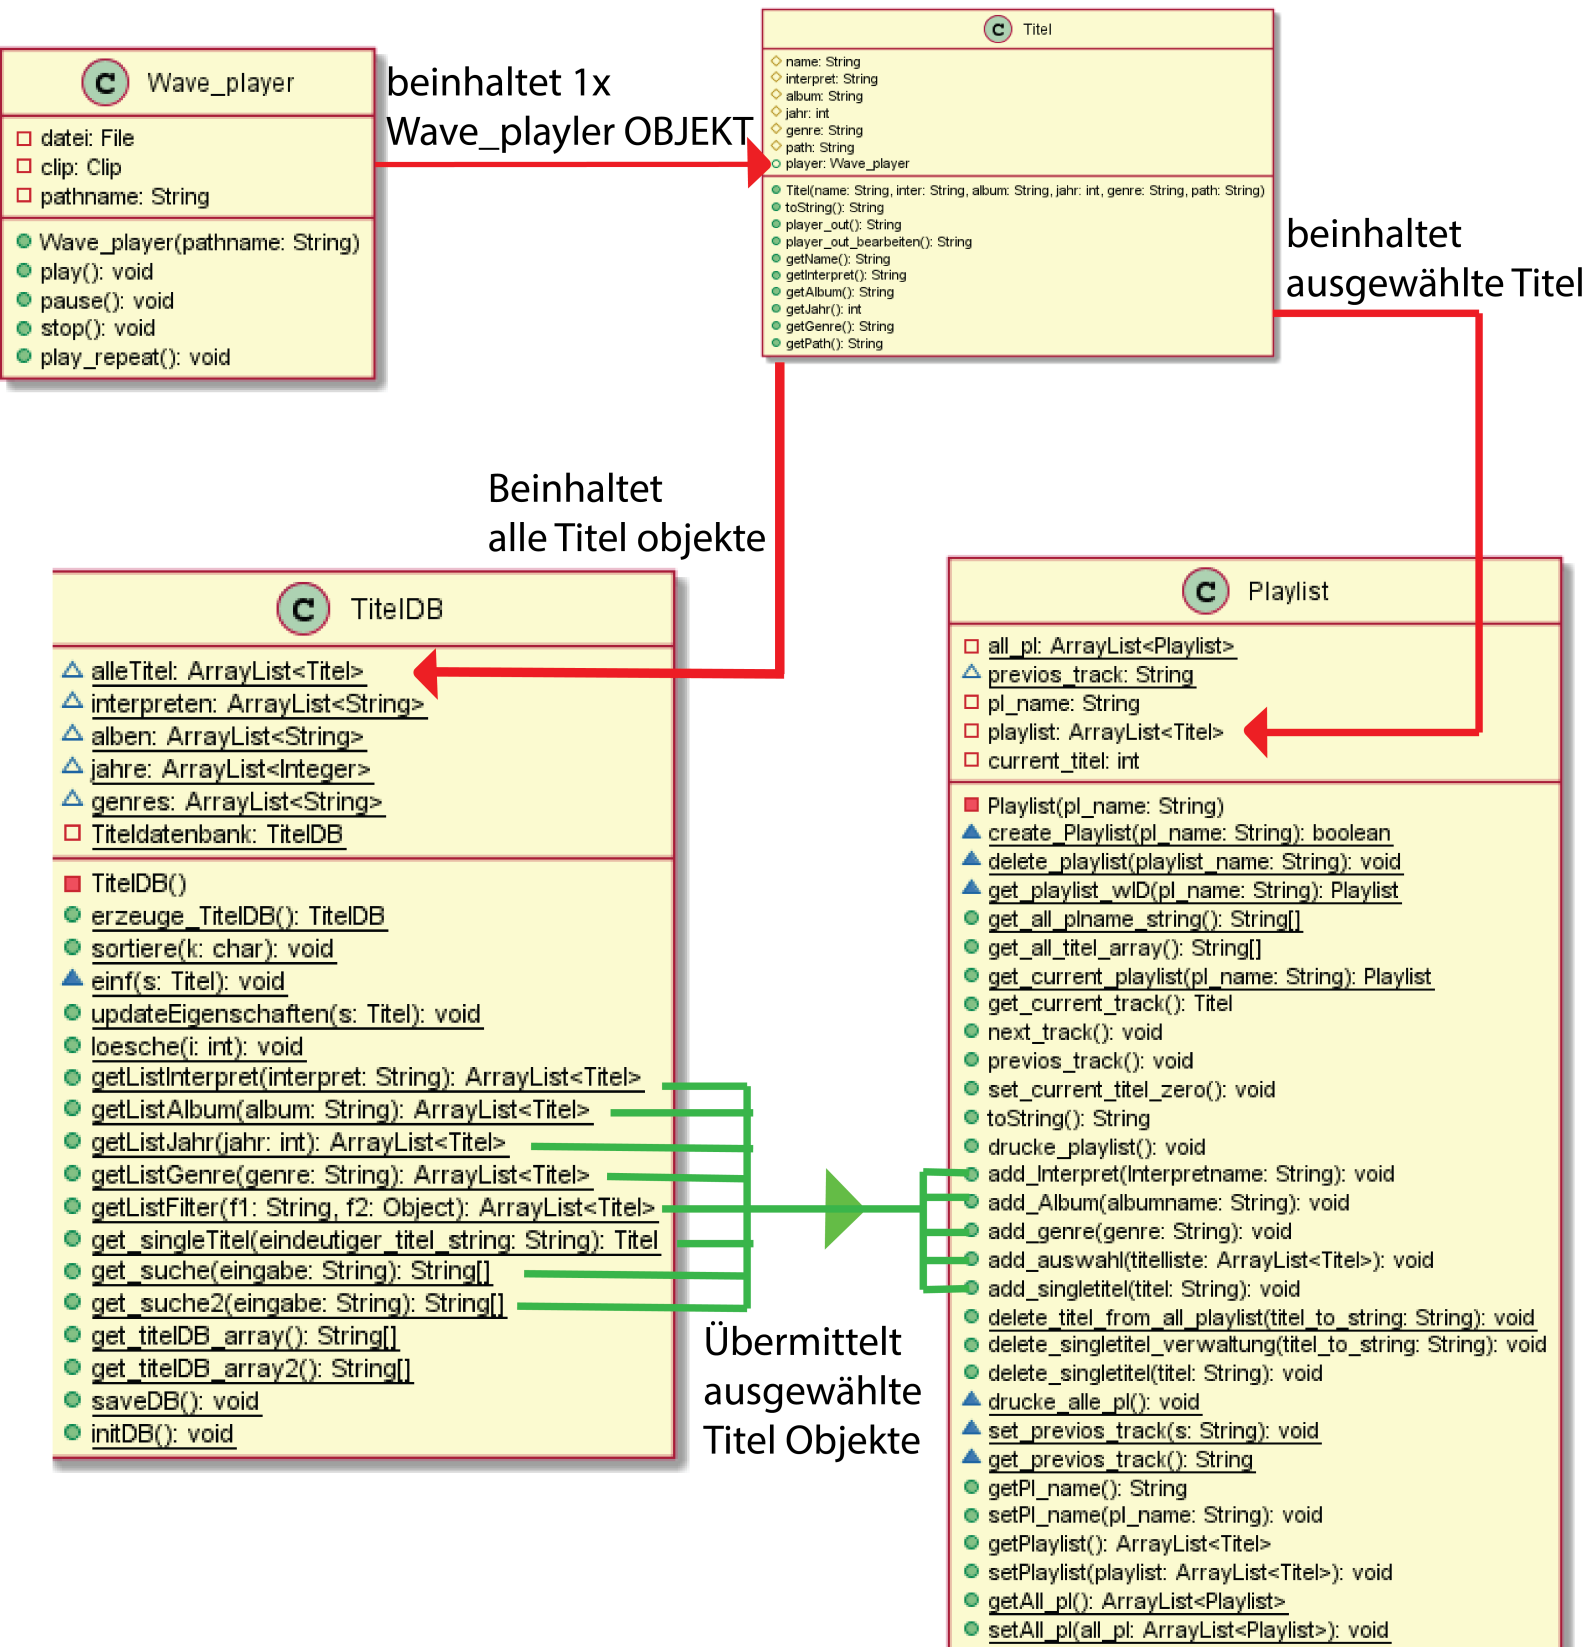 C Wave_player
datei: File
clip: Clip
pathname: String
Wave_player(pathname: String)
play(): void
pause(): void
stop(): void
play_repeat(): void
beinhaltet 1x
Wave_playler OBJEKT
C Titel
name: String
interpret: String
album: String
jahr: int
genre: String
path: String
player: Wave_player
Titel(name: String, inter: String, album: String, jahr: int, genre: String, path: String)
toString(): String
player_out(): String
player_out_bearbeiten(): String
getName(): String
getInterpret(): String
getAlbum(): String
getJahr(): int
getGenre(): String
getPath(): String
beinhaltet
ausgewählte Titel
Beinhaltet
alle Titel objekte
C TitelDB
alleTitel: ArrayList<Titel>
interpreten: ArrayList<String>
alben: ArrayList<String>
jahre: ArrayList<Integer>
genres: ArrayList<String>
Titeldatenbank: TitelDB
TitelDB()
erzeuge_TitelDB(): TitelDB
sortiere(k: char): void
einf(s: Titel): void
updateEigenschaften(s: Titel): void
loesche(i: int): void
getListInterpret(interpret: String): ArrayList<Titel>
getListAlbum(album: String): ArrayList<Titel>
getListJahr(jahr: int): ArrayList<Titel>
getListGenre(genre: String): ArrayList<Titel>
getListFilter(f1: String, f2: Object): ArrayList<Titel>
get_singleTitel(eindeutiger_titel_string: String): Titel
get_suche(eingabe: String): String[]
get_suche2(eingabe: String): String[]
get_titelDB_array(): String[]
get_titelDB_array2(): String[]
saveDB(): void
initDB(): void
Übermittelt
ausgewählte
Titel Objekte
C Playlist
all_pl: ArrayList<Playlist>
previos_track: String
pl_name: String
playlist: ArrayList<Titel>
current_titel: int
Playlist(pl_name: String)
create_Playlist(pl_name: String): boolean
delete_playlist(playlist_name: String): void
get_playlist_wID(pl_name: String): Playlist
get_all_plname_string(): String[]
get_all_titel_array(): String[]
get_current_playlist(pl_name: String): Playlist
get_current_track(): Titel
next_track(): void
previos_track(): void
set_current_titel_zero(): void
toString(): String
drucke_playlist(): void
add_Interpret(Interpretname: String): void
add_Album(albumname: String): void
add_genre(genre: String): void
add_auswahl(titelliste: ArrayList<Titel>): void
add_singletitel(titel: String): void
delete_titel_from_all_playlist(titel_to_string: String): void
delete_singletitel_verwaltung(titel_to_string: String): void
delete_singletitel(titel: String): void
drucke_alle_pl(): void
set_previos_track(s: String): void
get_previos_track(): String
getPl_name(): String
setPl_name(pl_name: String): void
getPlaylist(): ArrayList<Titel>
setPlaylist(playlist: ArrayList<Titel>): void
getAll_pl(): ArrayList<Playlist>
setAll_pl(all_pl: ArrayList<Playlist>): void